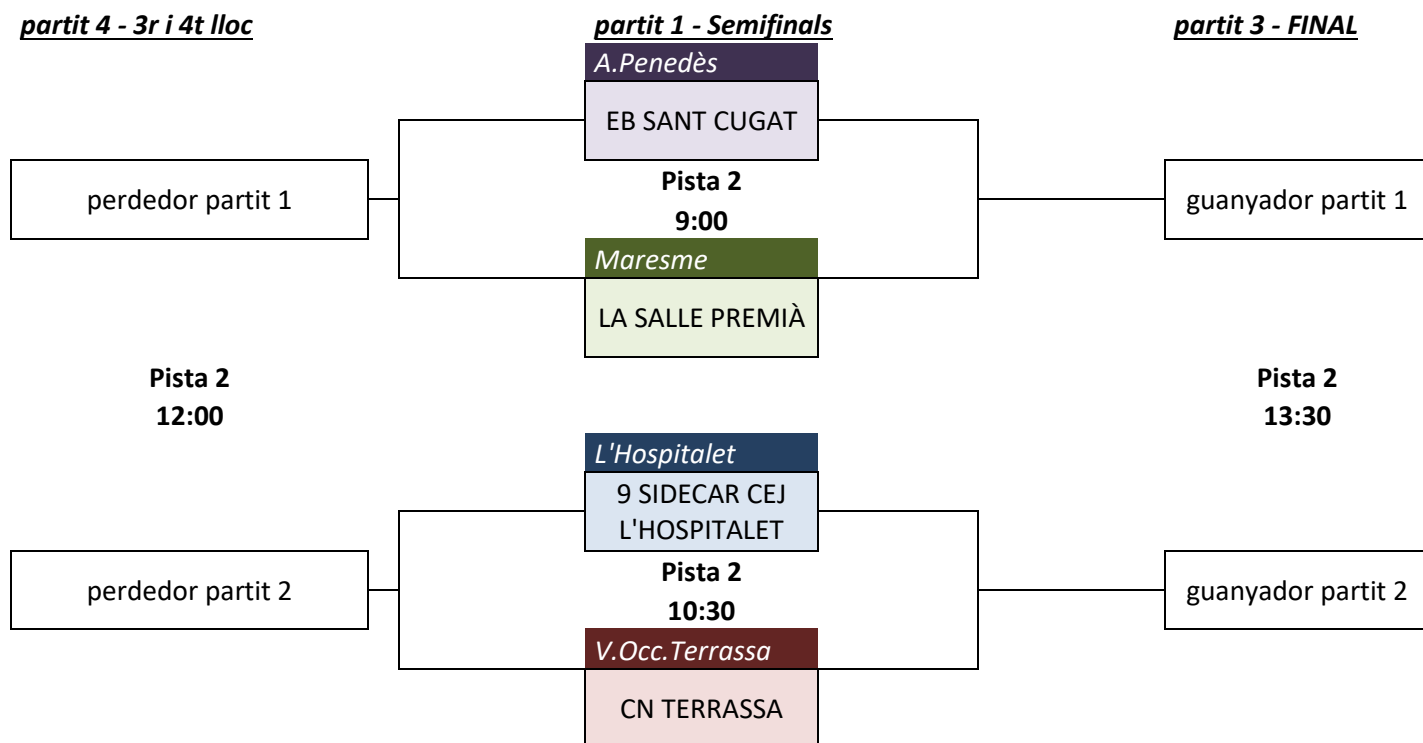 partit 4 - 3r i 4t lloc
partit 1 - Semifinals
partit 3 - FINAL
A.Penedès
EB SANT CUGAT
perdedor partit 1
Pista 2
9:00
guanyador partit 1
Maresme
LA SALLE PREMIÀ
Pista 2
12:00
Pista 2
13:30
L'Hospitalet
9 SIDECAR CEJ
L'HOSPITALET
perdedor partit 2
Pista 2
10:30
guanyador partit 2
V.Occ.Terrassa
CN TERRASSA